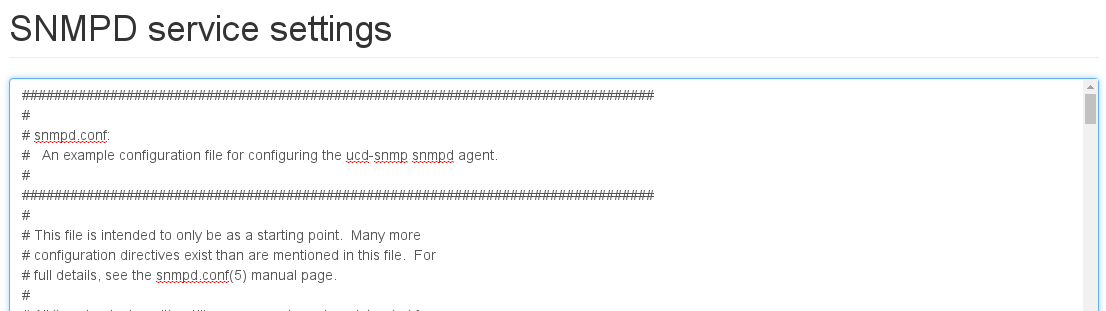 SNMPD service settings
###############################################################################
#
# snmpd.conf:
#   An example configuration file for configuring the ucd-snmp snmpd agent.
#
###############################################################################
#
# This file is intended to only be as a starting point.  Many more
# configuration directives exist than are mentioned in this file.  For
# full details, see the snmpd.conf(5) manual page.
#